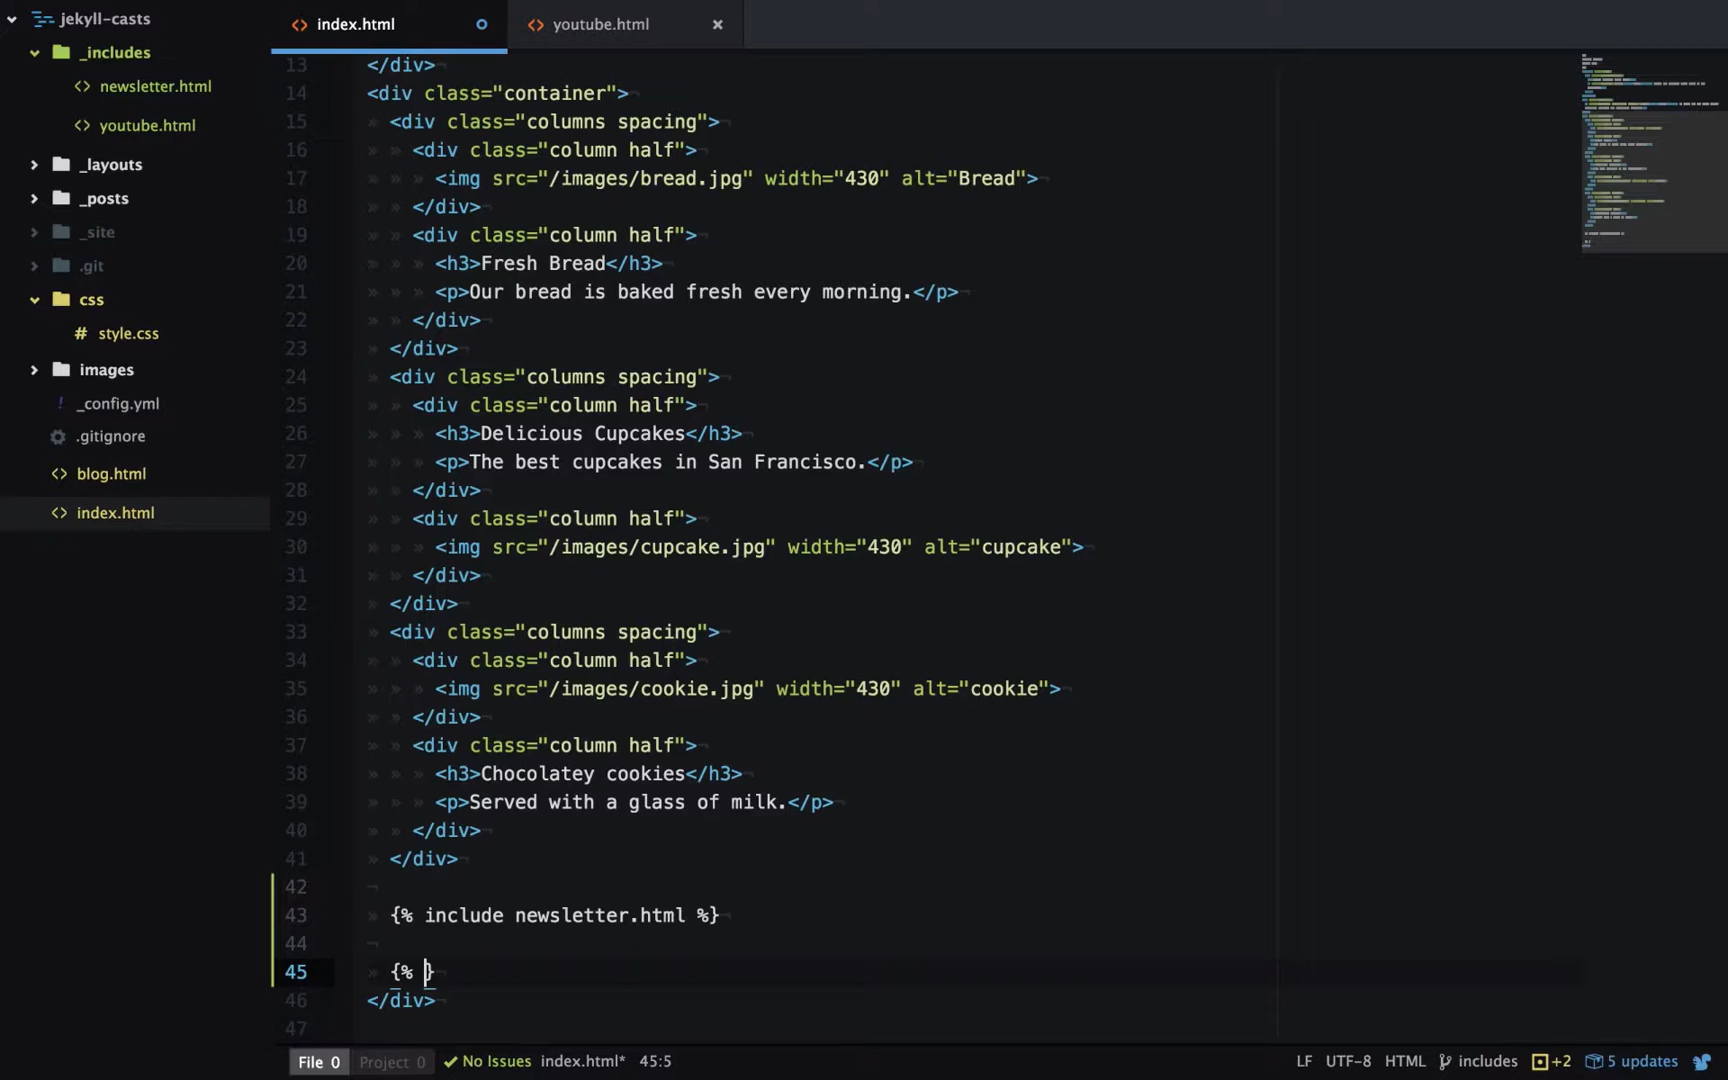 jekyll-casts
_includes
newsletter.html
youtube.html
_layouts
_posts
_site
.git
css
# style.css
images
! _config.yml
.gitignore
<> blog.html
<> index.html
<> index.html
<> youtube.html ×
13 </div>
14 <div class="container">
15 <div class="columns spacing">
16 <div class="column half">
17 <img src="/images/bread.jpg" width="430" alt="Bread">
18 </div>
19 <div class="column half">
20 <h3>Fresh Bread</h3>
21 <p>Our bread is baked fresh every morning.</p>
22 </div>
23 </div>
24 <div class="columns spacing">
25 <div class="column half">
26 <h3>Delicious Cupcakes</h3>
27 <p>The best cupcakes in San Francisco.</p>
28 </div>
29 <div class="column half">
30 <img src="/images/cupcake.jpg" width="430" alt="cupcake">
31 </div>
32 </div>
33 <div class="columns spacing">
34 <div class="column half">
35 <img src="/images/cookie.jpg" width="430" alt="cookie">
36 </div>
37 <div class="column half">
38 <h3>Chocolatey cookies</h3>
39 <p>Served with a glass of milk.</p>
40 </div>
41 </div>
42
43 {% include newsletter.html %}
44
45 {% }
46 </div>
47
File 0 Project 0 No Issues index.html* 45:5 LF UTF-8 HTML includes +2 5 updates